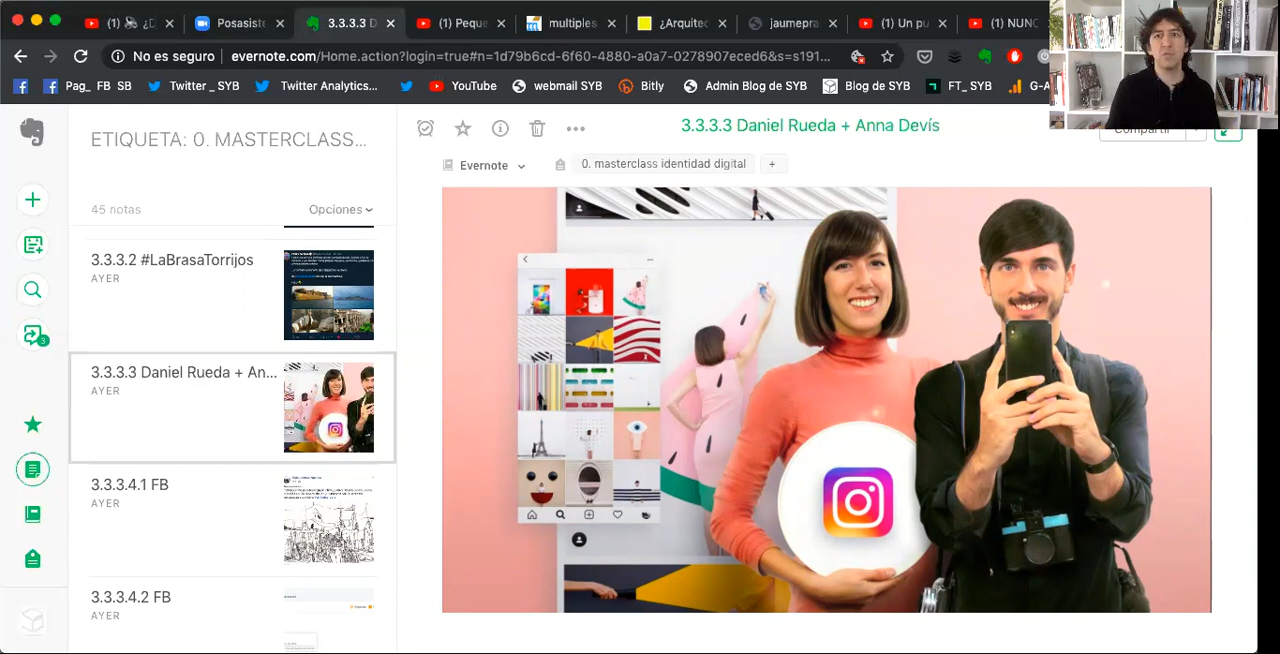 (1) 🐍 ¿D
Posasiste
3.3.3.3 D
(1) Peque
multiples
¿Arquitec
jaumepra
(1) Un pu
(1) NUNC
No es seguro
evernote.com/Home.action?login=true#n=1d79b6cd-6f60-4880-a0a7-0278907eced6&s=s191...
Pag_ FB SB
Twitter _ SYB
Twitter Analytics...
YouTube
webmail SYB
Bitly
Admin Blog de SYB
Blog de SYB
FT_ SYB
G-A
ETIQUETA: 0. MASTERCLASS...
45 notas
Opciones
3.3.3.2 #LaBrasaTorrijos
AYER
3.3.3.3 Daniel Rueda + An...
AYER
3.3.3.4.1 FB
AYER
3.3.3.4.2 FB
AYER
3
3.3.3.3 Daniel Rueda + Anna Devís
Compartir
Evernote
0. masterclass identidad digital
+